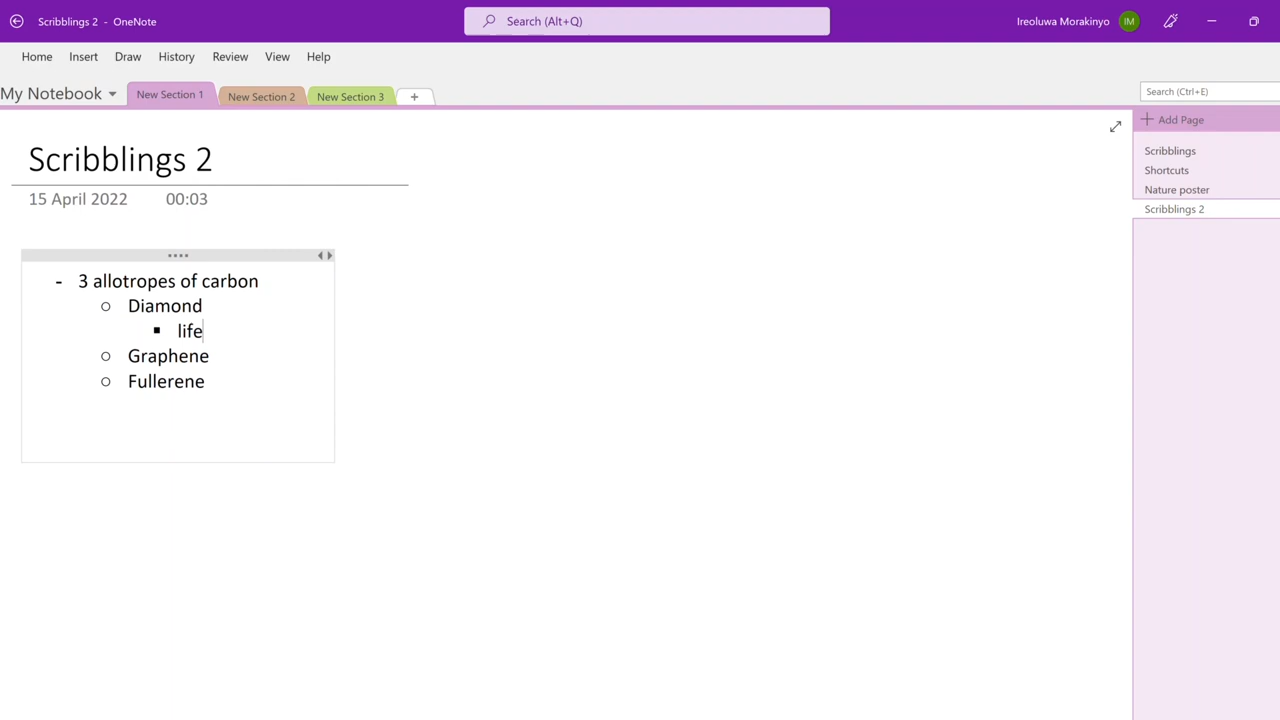 Scribblings 2 - OneNote
Search (Alt+Q)
Ireoluwa Morakinyo
IM
Home Insert Draw History Review View Help
My Notebook
New Section 1
New Section 2
New Section 3
+
Search (Ctrl+E)
Scribblings 2
15 April 2022 00:03
- 3 allotropes of carbon
○ Diamond
▪ life
○ Graphene
○ Fullerene
Add Page
Scribblings
Shortcuts
Nature poster
Scribblings 2